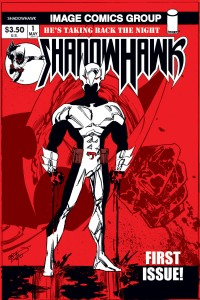 SHADOWHAWK
IMAGE COMICS GROUP
$3.50
U.S.
1
MAY
HE'S TAKING BACK THE NIGHT
SHADOWHAWK
FIRST
ISSUE!